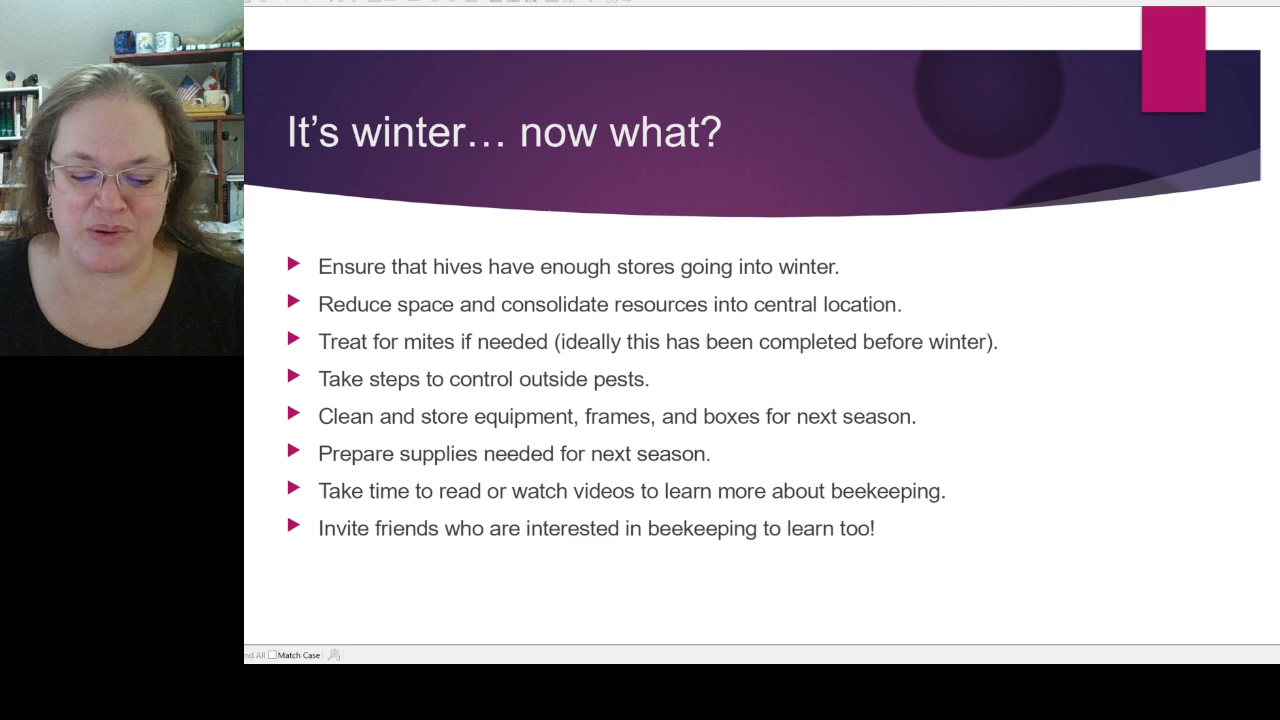 It’s winter… now what?
Ensure that hives have enough stores going into winter.
Reduce space and consolidate resources into central location.
Treat for mites if needed (ideally this has been completed before winter).
Take steps to control outside pests.
Clean and store equipment, frames, and boxes for next season.
Prepare supplies needed for next season.
Take time to read or watch videos to learn more about beekeeping.
Invite friends who are interested in beekeeping to learn too!
nd All Match Case